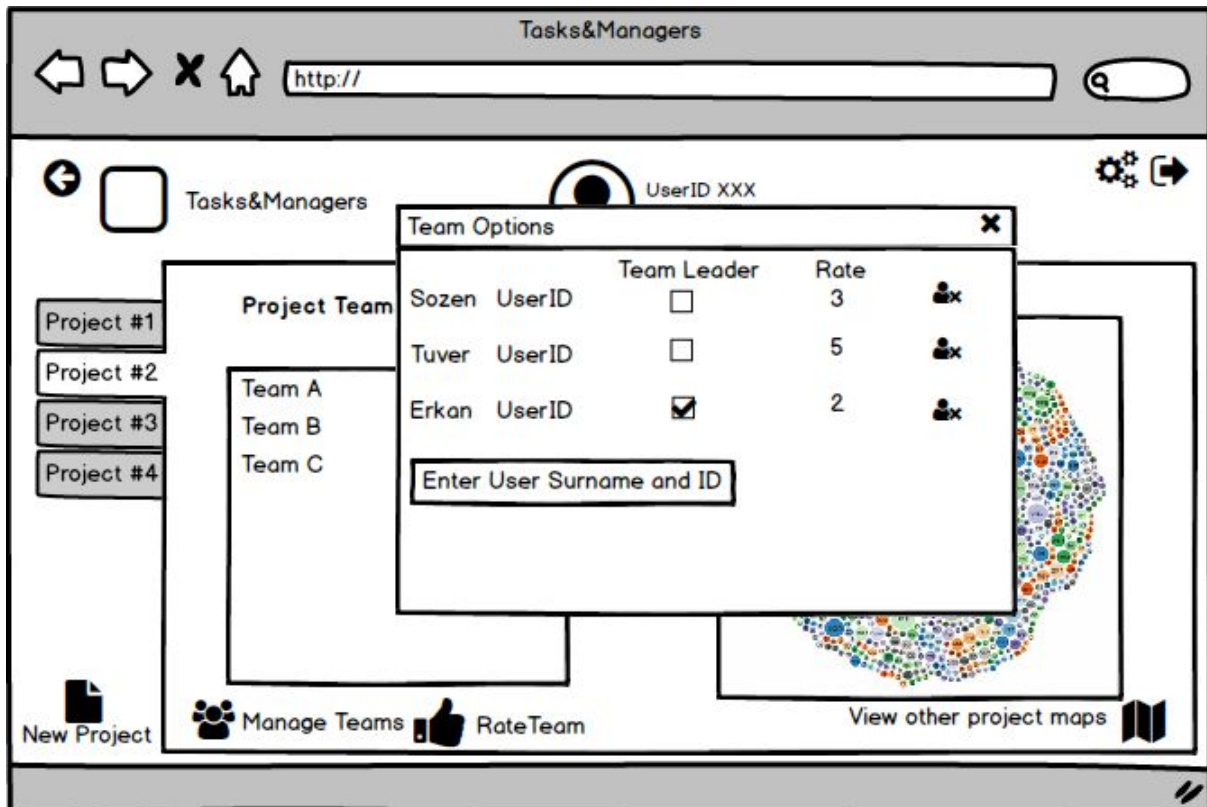 Tasks&Managers
http://
Tasks&Managers
UserID XXX
Team Options
Team Leader Rate
Sozen UserID 3
Tuver UserID 5
Erkan UserID 2
Enter User Surname and ID
Project Team
Team A
Team B
Team C
Project #1
Project #2
Project #3
Project #4
New Project
Manage Teams
RateTeam
View other project maps